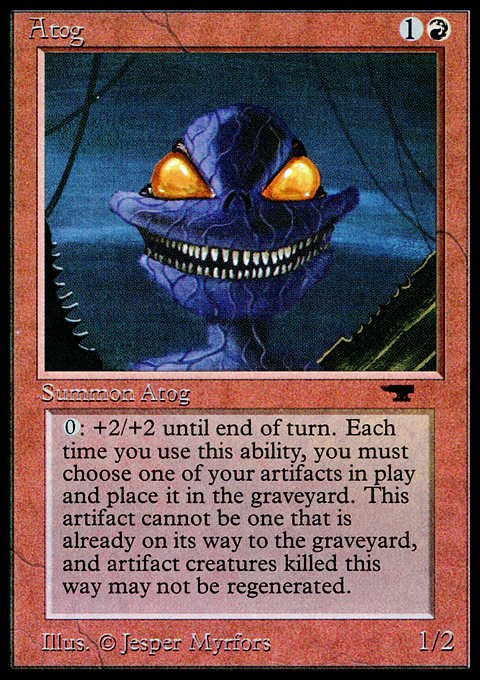 Atog 1
Summon Atog
0: +2/+2 until end of turn. Each
time you use this ability, you must
choose one of your artifacts in play
and place it in the graveyard. This
artifact cannot be one that is
already on its way to the graveyard,
and artifact creatures killed this
way may not be regenerated.
Illus. © Jesper Myrfors 1/2